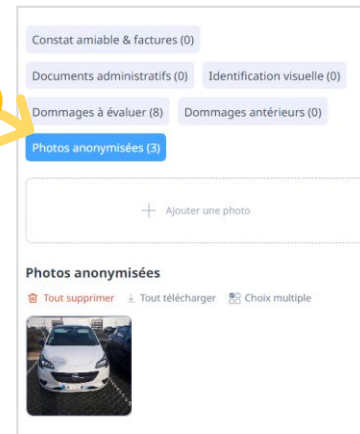 Constat amiable & factures (0)
Documents administratifs (0) Identification visuelle (0)
Dommages à évaluer (8) Dommages antérieurs (0)
Photos anonymisées (3)
Ajouter une photo
Photos anonymisées
Tout supprimer Tout télécharger Choix multiple